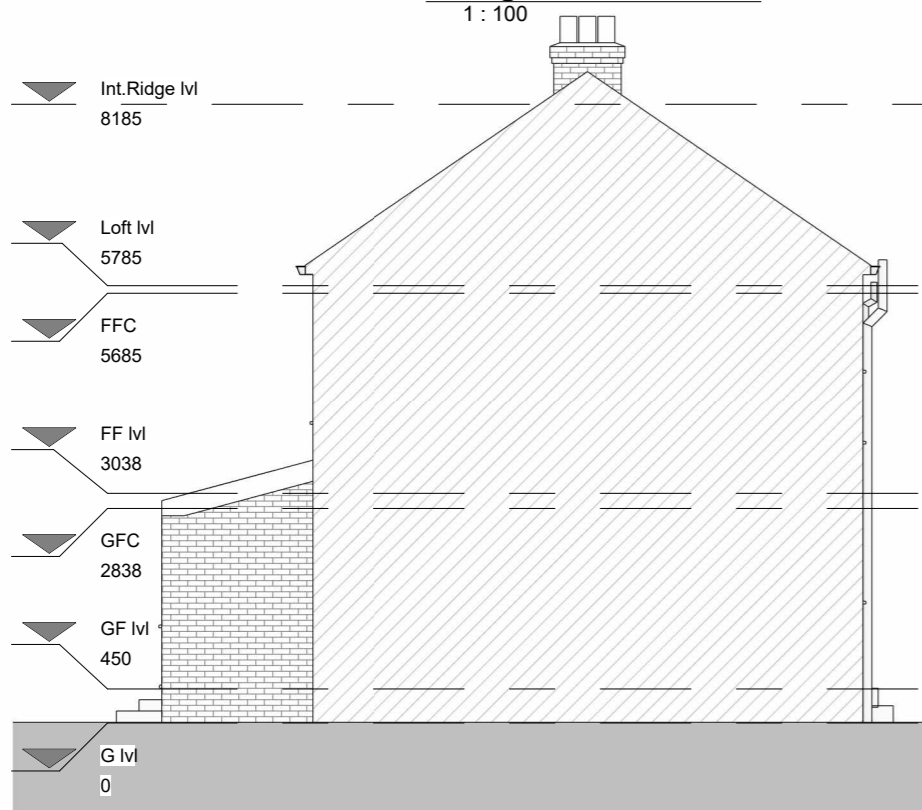 1 : 100
Int.Ridge lvl
8185
Loft lvl
5785
FFC
5685
FF lvl
3038
GFC
2838
GF lvl
450
G lvl
0